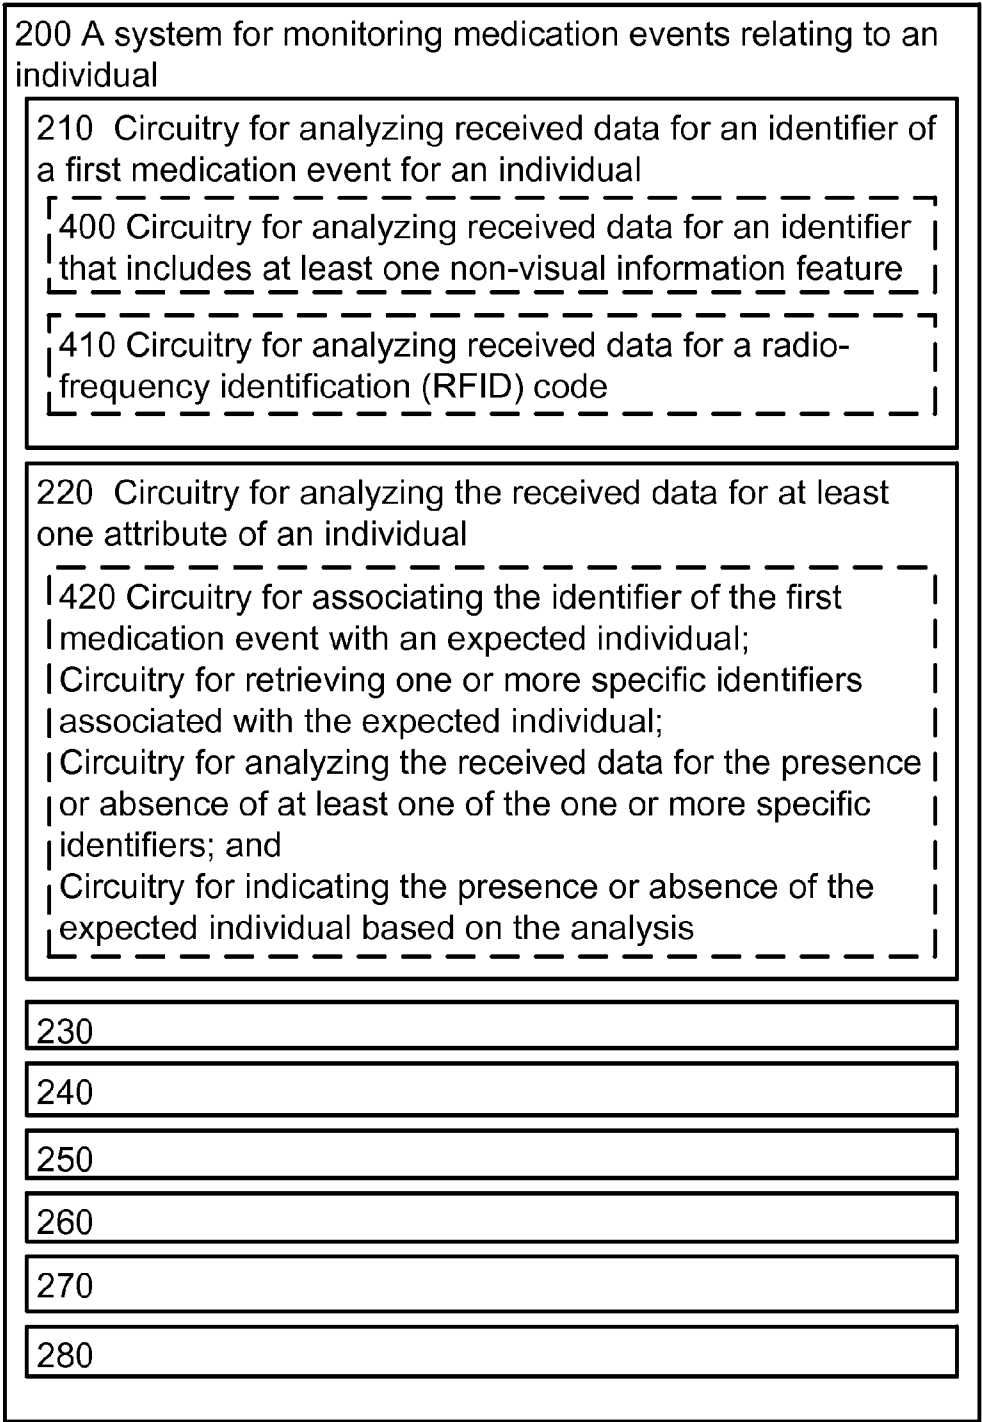 200 A system for monitoring medication events relating to an
individual
210  Circuitry for analyzing received data for an identifier of
a first medication event for an individual
400 Circuitry for analyzing received data for an identifier
that includes at least one non-visual information feature
410 Circuitry for analyzing received data for a radio-
frequency identification (RFID) code
220  Circuitry for analyzing the received data for at least
one attribute of an individual
420 Circuitry for associating the identifier of the first
medication event with an expected individual;
Circuitry for retrieving one or more specific identifiers
associated with the expected individual;
Circuitry for analyzing the received data for the presence
or absence of at least one of the one or more specific
identifiers; and
Circuitry for indicating the presence or absence of the
expected individual based on the analysis
230
240
250
260
270
280